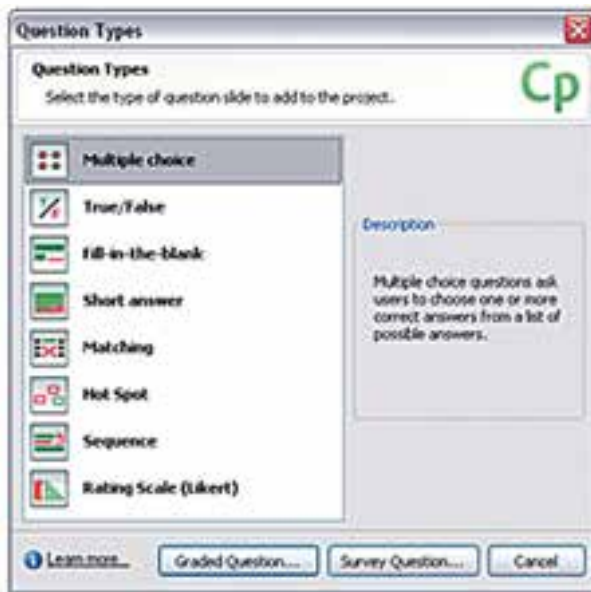 Question Types
Question Types
Select the type of question slide to add to the project.
Cp
Multiple choice
True/False
Fill-in-the-blank
Short answer
Matching
Hot Spot
Sequence
Rating Scale (Likert)
Description
Multiple choice questions ask
users to choose one or more
correct answers from a list of
possible answers.
Learn more...
Graded Question...
Survey Question...
Cancel